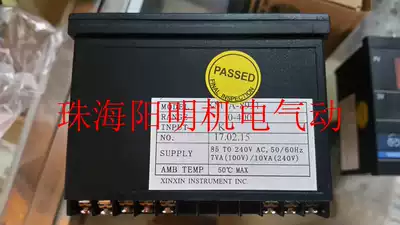 PASSED
FINAL INSPECTION
珠海阳明机电气动
MODEL
INPUT K
17.02.15
SUPPLY 85 TO 240V AC, 50/60Hz
7VA(100V)/10VA(240V)
AMB TEMP 50℃ MAX
XINXIN INSTRUMENT INC.